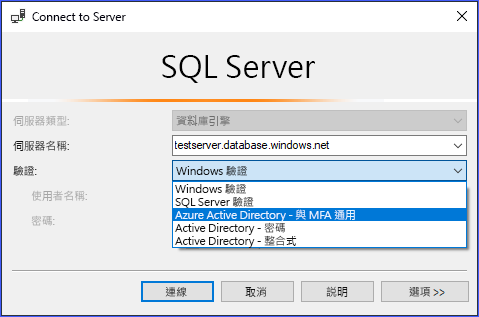 Connect to Server
SQL Server
伺服器類型:
資料庫引擎
伺服器名稱:
testserver.database.windows.net
驗證:
Windows 驗證
Windows 驗證
SQL Server 驗證
Azure Active Directory - 與 MFA 通用
Active Directory - 密碼
Active Directory - 整合式
使用者名稱:
密碼:
連線
取消
說明
選項 >>